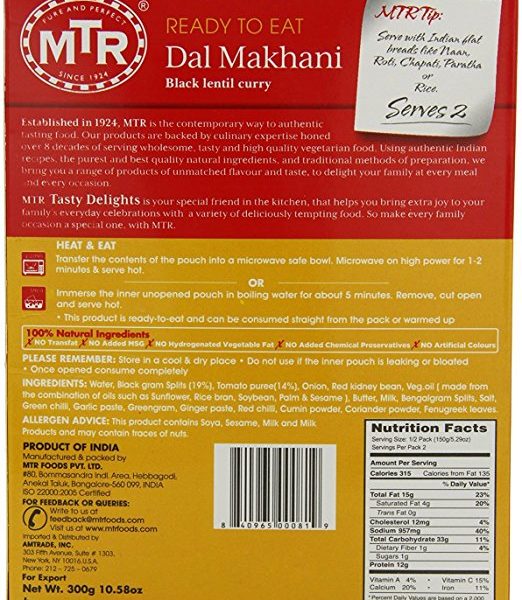 PURE AND PERFECT
MTR
SINCE 1924
READY TO EAT
Dal Makhani
Black lentil curry
MTR Tip:
Serve with Indian flat
breads like Naan,
Roti, Chapati, Paratha
or
Rice.
Serves 2
Established in 1924, MTR is the contemporary way to authentic
tasting food. Our products are backed by culinary expertise honed
over 8 decades of serving wholesome, tasty and high quality vegetarian food. Using authentic Indian
recipes, the purest and best quality natural ingredients, and traditional methods of preparation, we
bring you a range of products of unmatched flavour and taste, to delight your family at every meal
and every occasion.
MTR Tasty Delights is your special friend in the kitchen, that helps you bring extra joy to your
family's everyday celebrations with a variety of deliciously tempting food. So make every family
occasion a special one, with MTR.
HEAT & EAT
Transfer the contents of the pouch into a microwave safe bowl. Microwave on high power for 1-2
minutes & serve hot.
OR
Immerse the inner unopened pouch in boiling water for about 5 minutes. Remove, cut open
and serve hot.
• This product is ready-to-eat and can be consumed straight from the pack or warmed up
100% Natural Ingredients
X NO Transfat X NO Added MSG X NO Hydrogenated Vegetable Fat X NO Added Chemical Preservatives X NO Artificial Colours
PLEASE REMEMBER: Store in a cool & dry place • Do not use if the inner pouch is leaking or bloated
• Once opened consume completely
INGREDIENTS: Water, Black gram Splits (19%), Tomato puree(14%), Onion, Red kidney bean, Veg.oil ( made from
the combination of oils such as Sunflower, Rice bran, Soybean, Palm & Sesame ), Butter, Milk, Bengalgram Splits, Salt,
Green chilli, Garlic paste, Greengram, Ginger paste, Red chilli, Cumin powder, Coriander powder, Fenugreek leaves.
ALLERGEN ADVICE: This product contains Soya, Sesame, Milk and Milk
Products and may contain traces of nuts.
PRODUCT OF INDIA
Manufactured & packed by
MTR FOODS PVT. LTD.
#80, Bommasandra Indl. Area, Hebbagodi,
Anekal Taluk, Bangalore-560 099, INDIA
ISO 22000:2005 Certified
FOR FEEDBACK OR QUERIES:
Write to us at
feedback@mtrfoods.com
Visit us at www.mtrfoods.com
Imported & Distributed by
AMTRADE, INC.
303 Fifth Avenue, Suite # 1303,
New York, NY-10016.
phone : 212 - 725 - 0679
For Export
Net Wt. 300g 10.58oz
8 40965 00081 9
Nutrition Facts
Serving Size: 1/2 Pack (150g/5.29oz)
Servings Per Pack 2
Amount Per Serving
Calories 315 Calories from Fat 135
% Daily Value*
Total Fat 15g 23%
Saturated Fat 4g 20%
Trans Fat 0g
Cholesterol 12mg 4%
Sodium 957mg 40%
Total Carbohydrate 33g 11%
Dietary Fiber 1g 4%
Sugars 1g
Protein 12g
Vitamin A 4% • Vitamin C 15%
Calcium 20% • Iron 11%
*Percent Daily Values are based on a 2,000